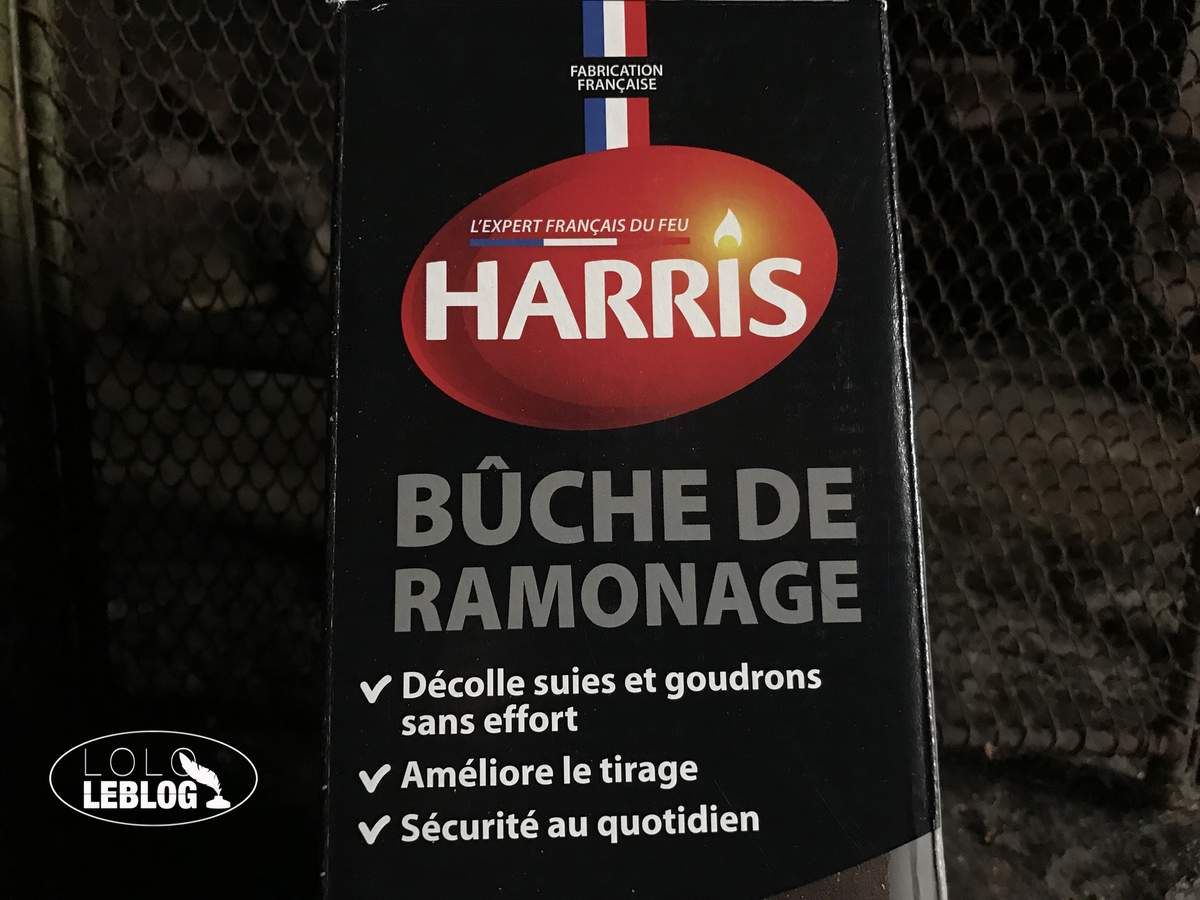 FABRICATION
FRANÇAISE
L'EXPERT FRANÇAIS DU FEU
HARRIS
BÛCHE DE
RAMONAGE
✓ Décolle suies et goudrons
sans effort
✓ Améliore le tirage
✓ Sécurité au quotidien
LOLO
LEBLOG